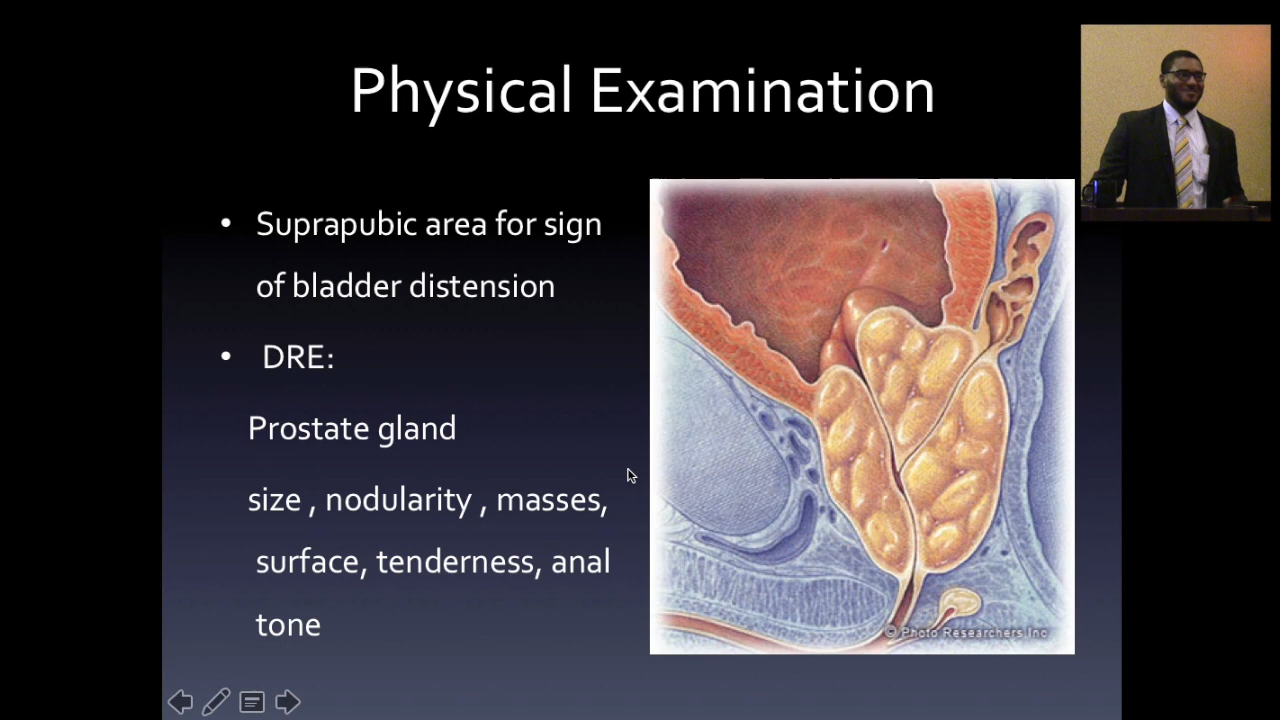 Physical Examination
• Suprapubic area for sign
of bladder distension
• DRE:
Prostate gland
size , nodularity , masses,
surface, tenderness, anal
tone
© Photo Researchers, Inc